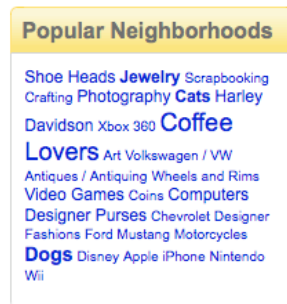 Popular Neighborhoods
Shoe Heads Jewelry Scrapbooking
Crafting Photography Cats Harley
Davidson Xbox 360 Coffee
Lovers Art Volkswagen / VW
Antiques / Antiquing Wheels and Rims
Video Games Coins Computers
Designer Purses Chevrolet Designer
Fashions Ford Mustang Motorcycles
Dogs Disney Apple iPhone Nintendo
Wii